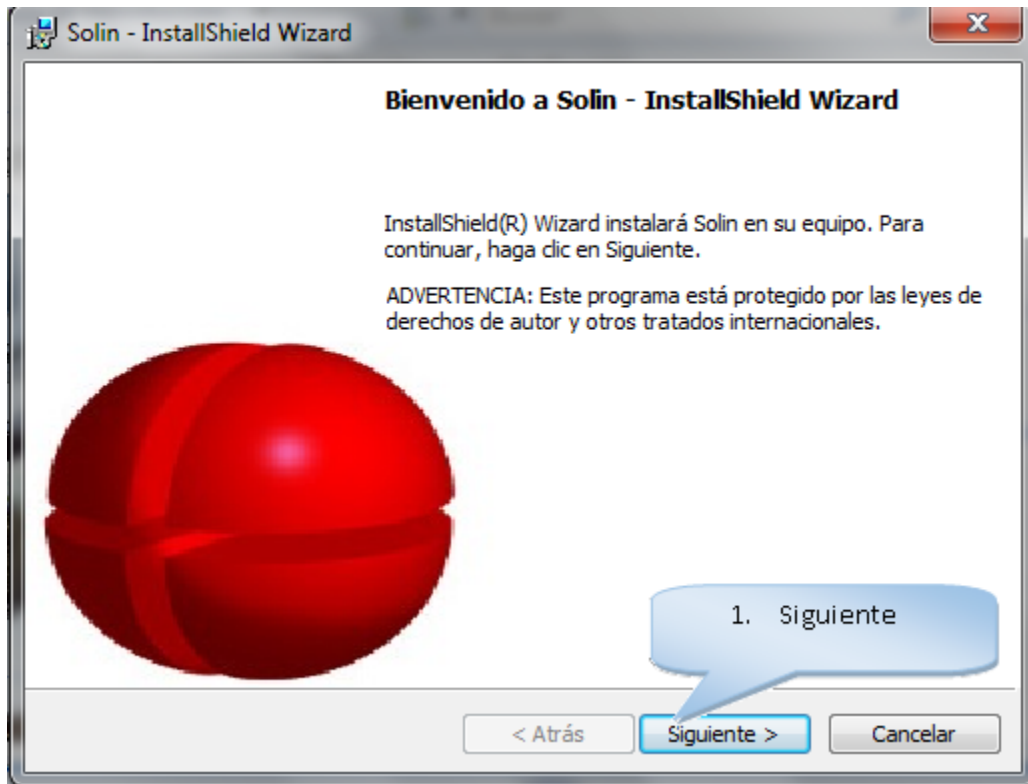 Solin - InstallShield Wizard
Bienvenido a Solin - InstallShield Wizard
InstallShield(R) Wizard instalará Solin en su equipo. Para
continuar, haga clic en Siguiente.
ADVERTENCIA: Este programa está protegido por las leyes de
derechos de autor y otros tratados internacionales.
1. Siguiente
< Atrás
Siguiente >
Cancelar